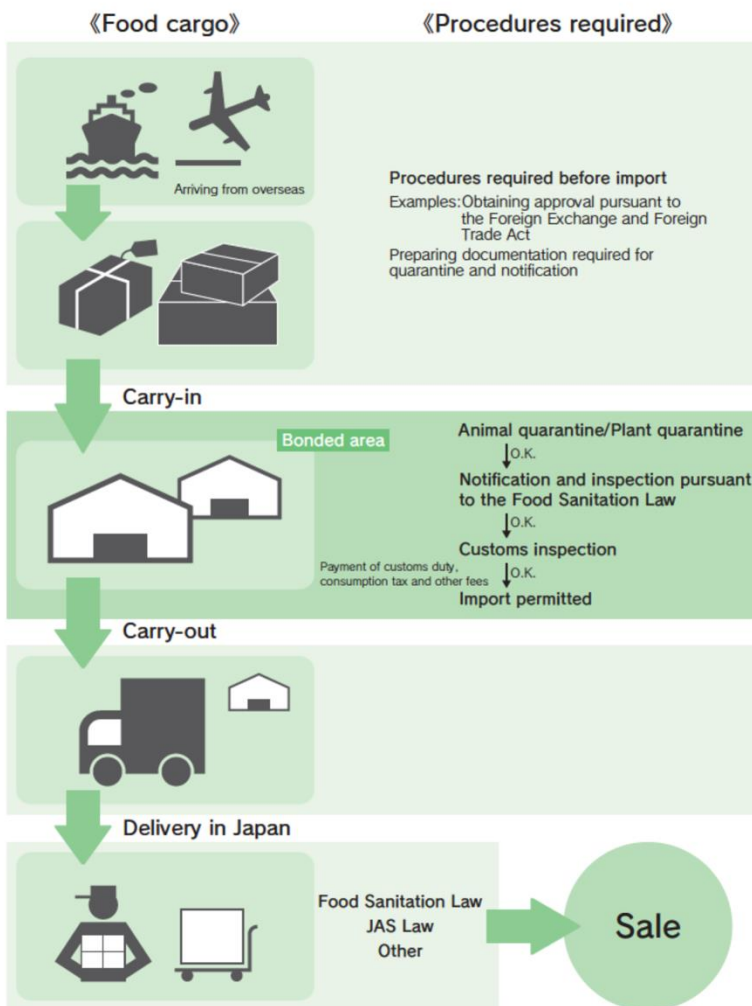 《Food cargo》
《Procedures required》
Arriving from overseas
Procedures required before import
Examples:Obtaining approval pursuant to
the Foreign Exchange and Foreign
Trade Act
Preparing documentation required for
quarantine and notification
Carry-in
Bonded area
Animal quarantine/Plant quarantine
O.K.
Notification and inspection pursuant
to the Food Sanitation Law
O.K.
Customs inspection
Payment of customs duty,
consumption tax and other fees
O.K.
Import permitted
Carry-out
Delivery in Japan
Food Sanitation Law
JAS Law
Other
Sale